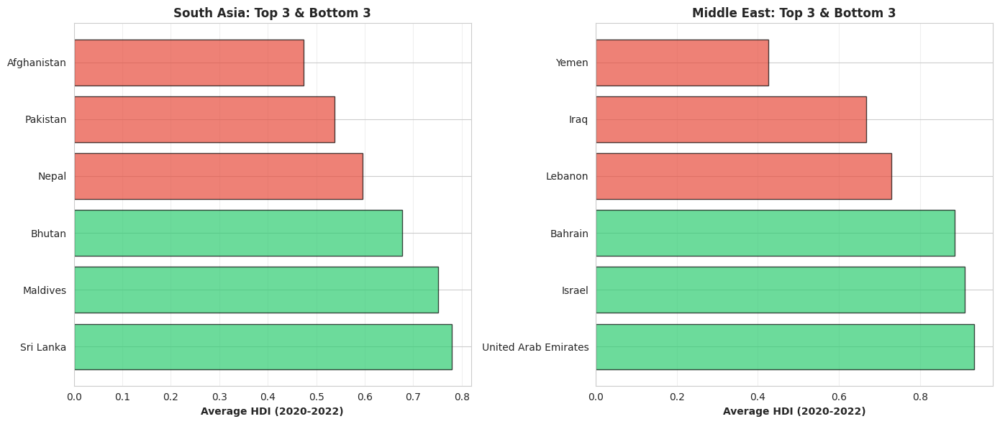 South Asia: Top 3 & Bottom 3
Afghanistan
Pakistan
Nepal
Bhutan
Maldives
Sri Lanka
0.0 0.1 0.2 0.3 0.4 0.5 0.6 0.7 0.8
Average HDI (2020-2022)
Middle East: Top 3 & Bottom 3
Yemen
Iraq
Lebanon
Bahrain
Israel
United Arab Emirates
0.0 0.2 0.4 0.6 0.8
Average HDI (2020-2022)